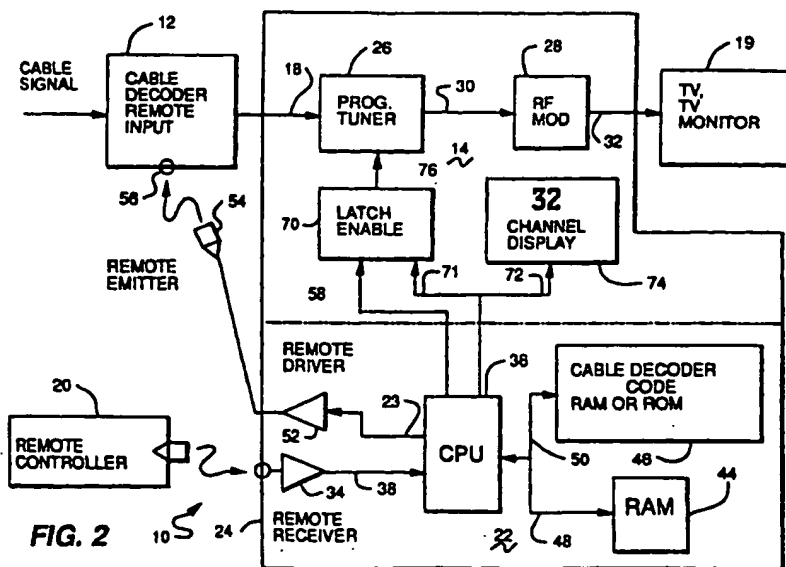 12
26
28
19
CABLE
SIGNAL
CABLE
DECODER
REMOTE
INPUT
18
PROG.
TUNER
30
RF
MOD
32
TV,
TV
MONITOR
56
54
76
14
70
LATCH
ENABLE
32
CHANNEL
DISPLAY
REMOTE
EMITTER
58
71
72
74
REMOTE
DRIVER
36
CABLE DECODER
CODE
RAM OR ROM
20
23
52
CPU
50
46
REMOTE
CONTROLLER
34
38
44
RAM
FIG. 2
10
24
REMOTE
RECEIVER
22
48